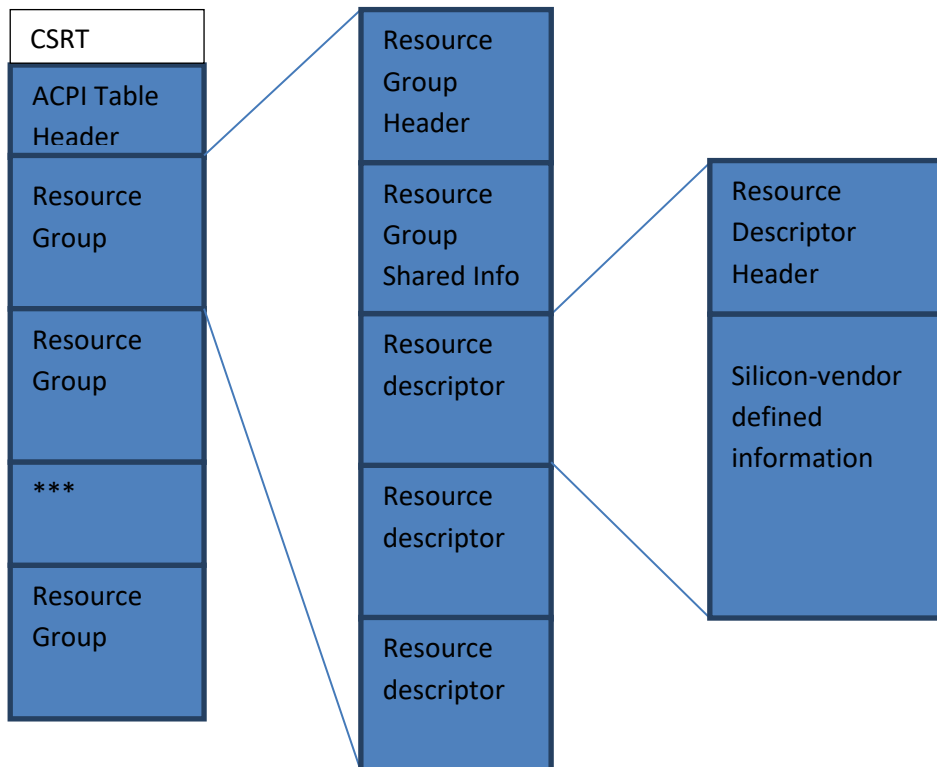 CSRT
ACPI Table
Header
Resource
Group
Resource
Group
***
Resource
Group
Resource
Group
Header
Resource
Group
Shared Info
Resource
descriptor
Resource
descriptor
Resource
descriptor
Resource
Descriptor
Header
Silicon-vendor
defined
information